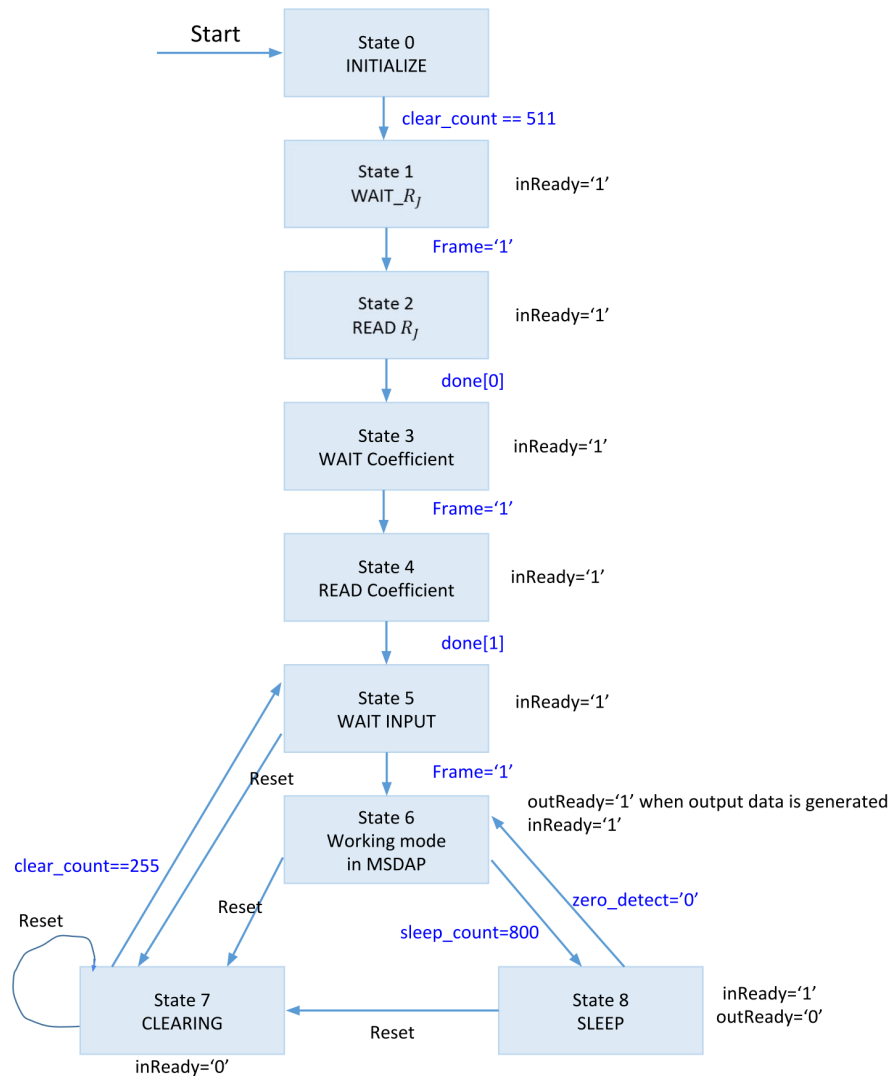 Start
State 0
INITIALIZE
clear_count == 511
State 1
WAIT_R_J
inReady=‘1’
Frame=‘1’
State 2
READ R_J
inReady=‘1’
done[0]
State 3
WAIT Coefficient
inReady=‘1’
Frame=‘1’
State 4
READ Coefficient
inReady=‘1’
done[1]
State 5
WAIT INPUT
inReady=‘1’
Reset
Frame=‘1’
State 6
Working mode
in MSDAP
outReady=‘1’ when output data is generated
inReady=‘1’
clear_count==255
Reset
Reset
sleep_count=800
zero_detect=’0’
State 7
CLEARING
inReady=‘0’
Reset
State 8
SLEEP
inReady=‘1’
outReady=‘0’